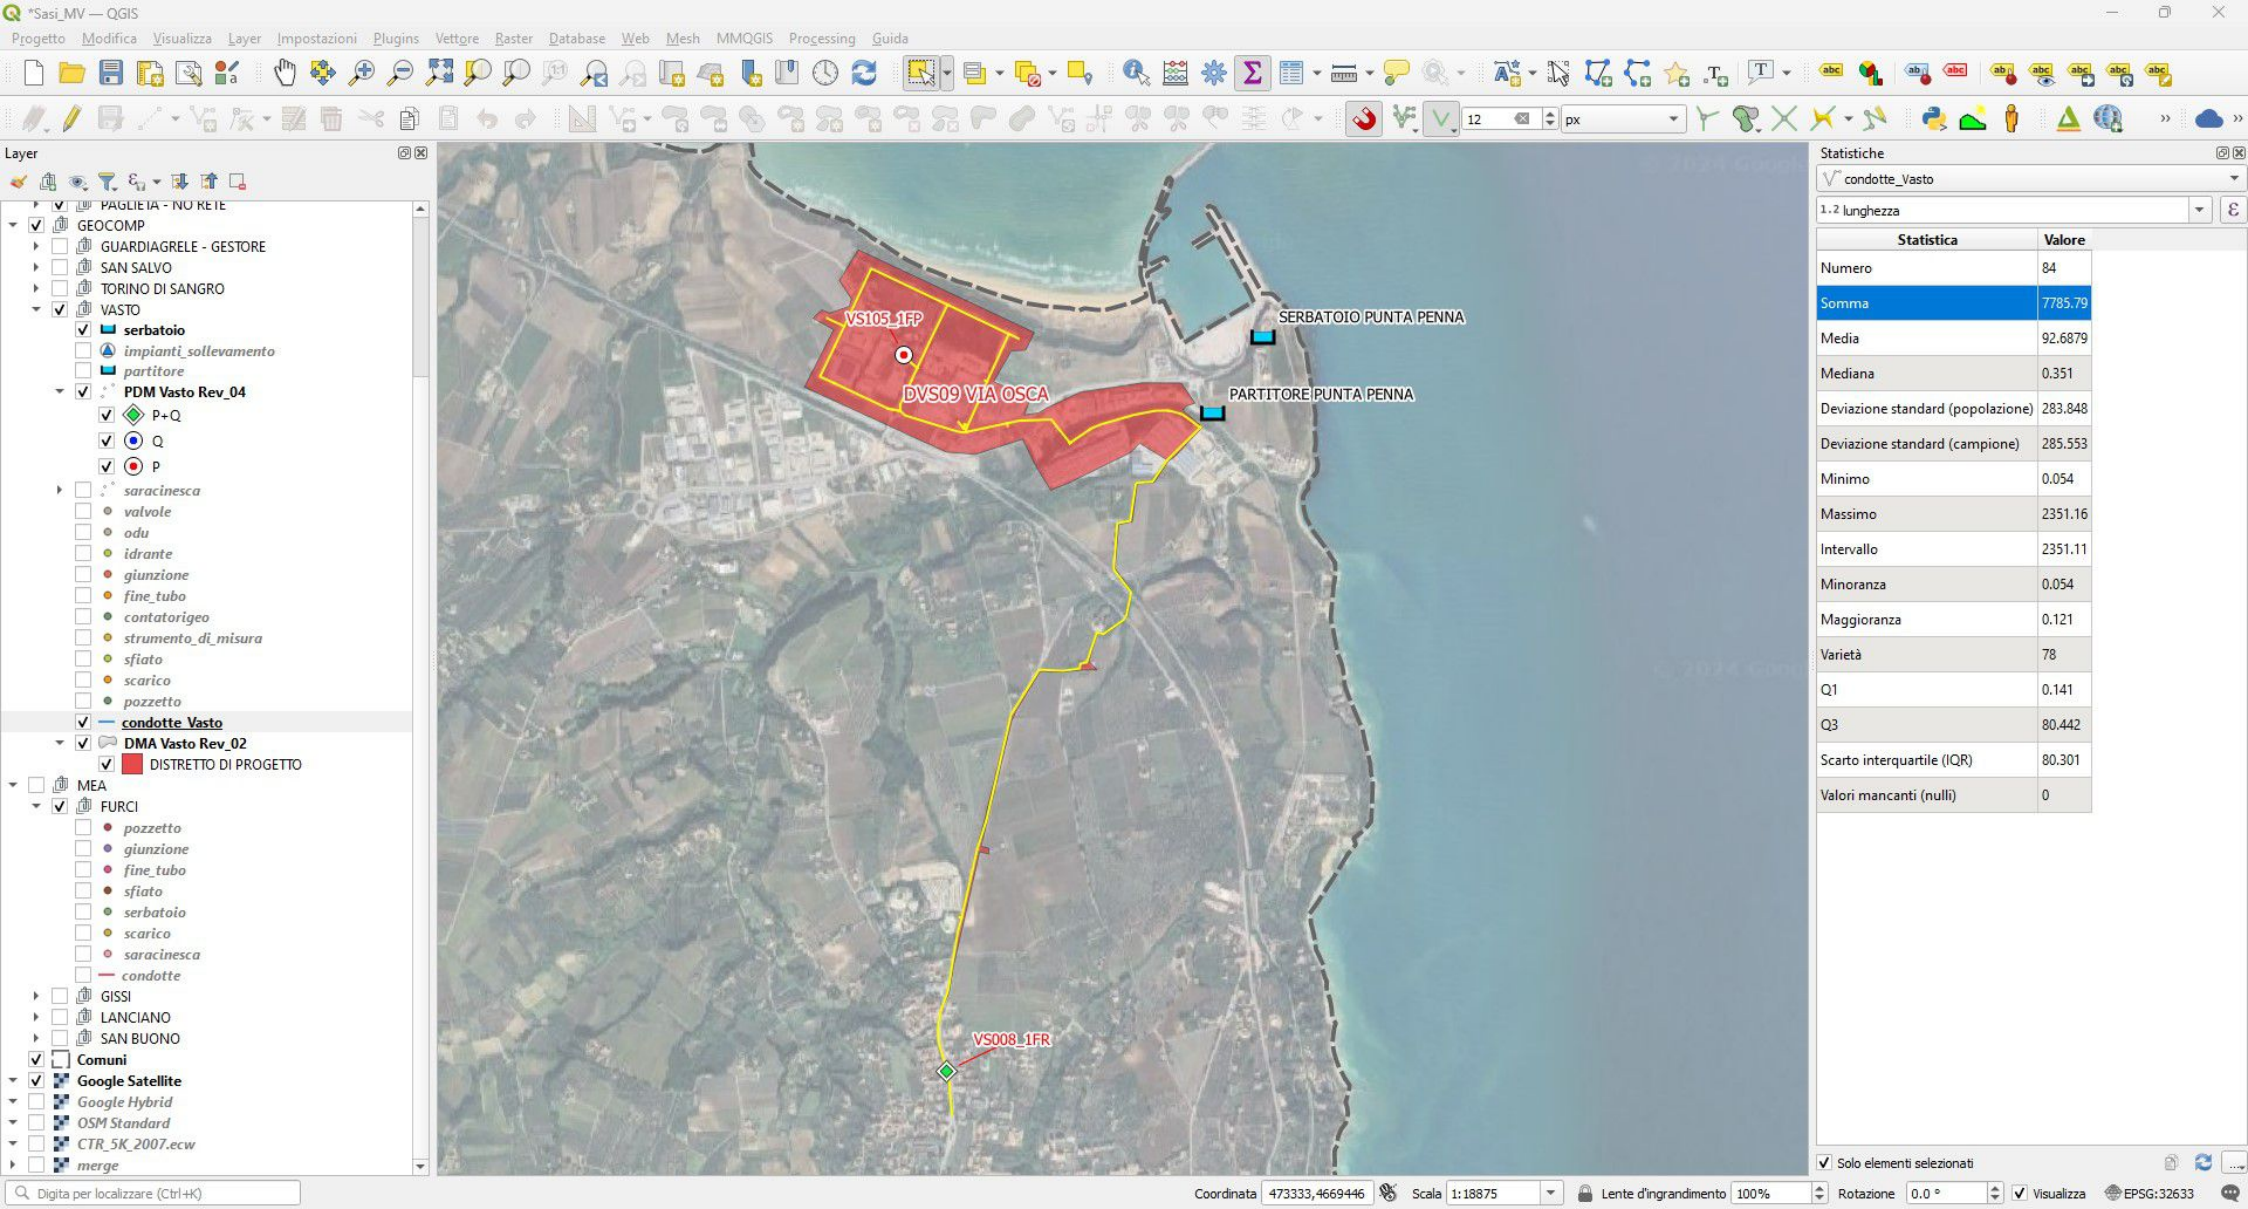 *Sasi_MV — QGIS
Progetto Modifica Visualizza Layer Impostazioni Plugins Vettore Raster Database Web Mesh MMQGIS Processing Guida
12 px
Layer
PAGLIETA - NO RETE
GEOCOMP
GUARDIAGRELE - GESTORE
SAN SALVO
TORINO DI SANGRO
VASTO
serbatoio
impianti_sollevamento
partitore
PDM Vasto Rev_04
P+Q
Q
P
saracinesca
valvole
odu
idrante
giunzione
fine_tubo
contatorigeo
strumento_di_misura
sfiato
scarico
pozzetto
condotte_Vasto
DMA Vasto Rev_02
DISTRETTO DI PROGETTO
MEA
FURCI
pozzetto
giunzione
fine_tubo
sfiato
serbatoio
scarico
saracinesca
condotte
GISSI
LANCIANO
SAN BUONO
Comuni
Google Satellite
Google Hybrid
OSM Standard
CTR_5K_2007.ecw
merge
VS105_1FP
DVS09 VIA OSCA
SERBATOIO PUNTA PENNA
PARTITORE PUNTA PENNA
VS008_1FR
Statistiche
condotte_Vasto
1.2 lunghezza
ε
Statistica Valore
Numero 84
Somma 7785.79
Media 92.6879
Mediana 0.351
Deviazione standard (popolazione) 283.848
Deviazione standard (campione) 285.553
Minimo 0.054
Massimo 2351.16
Intervallo 2351.11
Minoranza 0.054
Maggioranza 0.121
Varietà 78
Q1 0.141
Q3 80.442
Scarto interquartile (IQR) 80.301
Valori mancanti (nulli) 0
Solo elementi selezionati
Digita per localizzare (Ctrl+K)
Coordinata 473333,4669446 Scala 1:18875 Lente d'ingrandimento 100% Rotazione 0.0 ° Visualizza EPSG:32633